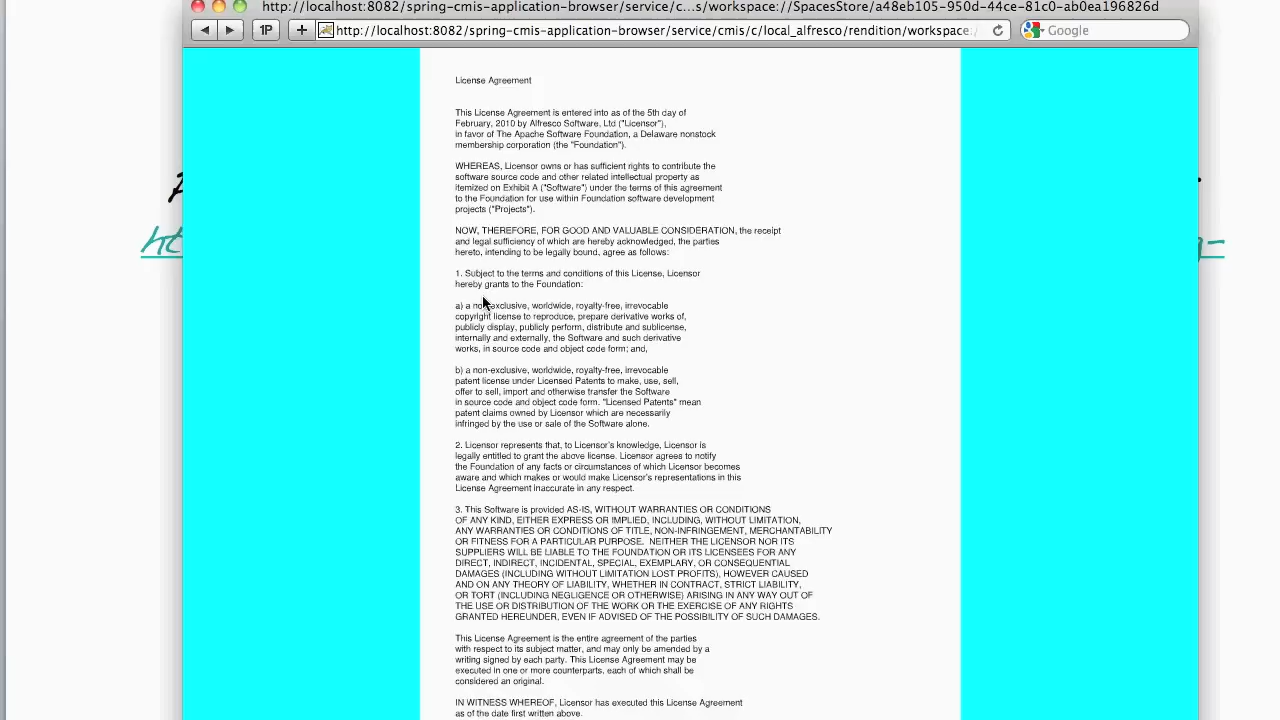 http://localhost:8082/spring-cmis-application-browser/service/c...s/workspace://SpacesStore/a48eb105-950d-44ce-81c0-ab0ea196826d
1P
http://localhost:8082/spring-cmis-application-browser/service/cmis/c/local_alfresco/rendition/workspace:/
Google
License Agreement
This License Agreement is entered into as of the 5th day of
February, 2010 by Alfresco Software, Ltd ("Licensor"),
in favor of The Apache Software Foundation, a Delaware nonstock
membership corporation (the "Foundation").
WHEREAS, Licensor owns or has sufficient rights to contribute the
software source code and other related intellectual property as
itemized on Exhibit A ("Software") under the terms of this agreement
to the Foundation for use within Foundation software development
projects ("Projects").
NOW, THEREFORE, FOR GOOD AND VALUABLE CONSIDERATION, the receipt
and legal sufficiency of which are hereby acknowledged, the parties
hereto, intending to be legally bound, agree as follows:
1. Subject to the terms and conditions of this License, Licensor
hereby grants to the Foundation:
a) a non-exclusive, worldwide, royalty-free, irrevocable
copyright license to reproduce, prepare derivative works of,
publicly display, publicly perform, distribute and sublicense,
internally and externally, the Software and such derivative
works, in source code and object code form; and,
b) a non-exclusive, worldwide, royalty-free, irrevocable
patent license under Licensed Patents to make, use, sell,
offer to sell, import and otherwise transfer the Software
in source code and object code form. "Licensed Patents" mean
patent claims owned by Licensor which are necessarily
infringed by the use or sale of the Software alone.
2. Licensor represents that, to Licensor's knowledge, Licensor is
legally entitled to grant the above license. Licensor agrees to notify
the Foundation of any facts or circumstances of which Licensor becomes
aware and which makes or would make Licensor's representations in this
License Agreement inaccurate in any respect.
3. This Software is provided AS-IS, WITHOUT WARRANTIES OR CONDITIONS
OF ANY KIND, EITHER EXPRESS OR IMPLIED, INCLUDING, WITHOUT LIMITATION,
ANY WARRANTIES OR CONDITIONS OF TITLE, NON-INFRINGEMENT, MERCHANTABILITY
OR FITNESS FOR A PARTICULAR PURPOSE. NEITHER THE LICENSOR NOR ITS
SUPPLIERS WILL BE LIABLE TO THE FOUNDATION OR ITS LICENSEES FOR ANY
DIRECT, INDIRECT, INCIDENTAL, SPECIAL, EXEMPLARY, OR CONSEQUENTIAL
DAMAGES (INCLUDING WITHOUT LIMITATION LOST PROFITS), HOWEVER CAUSED
AND ON ANY THEORY OF LIABILITY, WHETHER IN CONTRACT, STRICT LIABILITY,
OR TORT (INCLUDING NEGLIGENCE OR OTHERWISE) ARISING IN ANY WAY OUT OF
THE USE OR DISTRIBUTION OF THE WORK OR THE EXERCISE OF ANY RIGHTS
GRANTED HEREUNDER, EVEN IF ADVISED OF THE POSSIBILITY OF SUCH DAMAGES.
This License Agreement is the entire agreement of the parties
with respect to its subject matter, and may only be amended by a
writing signed by each party. This License Agreement may be
executed in one or more counterparts, each of which shall be
considered an original.
IN WITNESS WHEREOF, Licensor has executed this License Agreement
as of the date first written above.